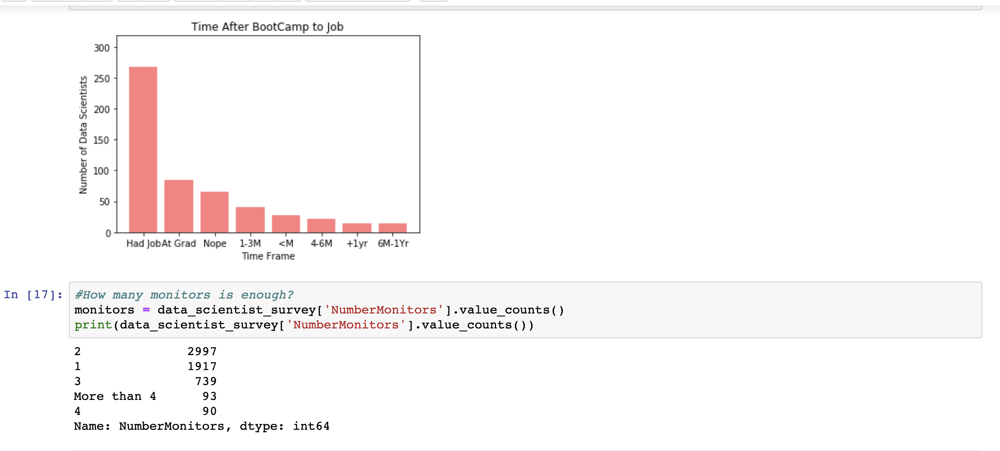 Time After BootCamp to Job
300
250
200
150
100
50
0
Number of Data Scientists
Had Job At Grad Nope 1-3M <M 4-6M +1yr 6M-1Yr
Time Frame
In [17]:
#How many monitors is enough?
monitors = data_scientist_survey['NumberMonitors'].value_counts()
print(data_scientist_survey['NumberMonitors'].value_counts())
2 2997
1 1917
3 739
More than 4 93
4 90
Name: NumberMonitors, dtype: int64